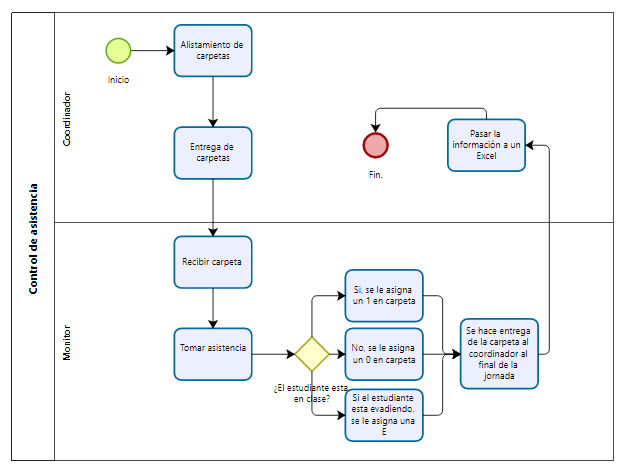 Control de asistencia
Coordinador
Inicio
Alistamiento de
carpetas
Entrega de
carpetas
Fin.
Pasar la
información a un
Excel
Monitor
Recibir carpeta
Tomar asistencia
¿El estudiante esta
en clase?
Si, se le asigna
un 1 en carpeta
No, se le asigna
un 0 en carpeta
Si el estudiante
esta evadiendo,
se le asigna una
E
Se hace entrega
de la carpeta al
coordinador al
final de la
jornada